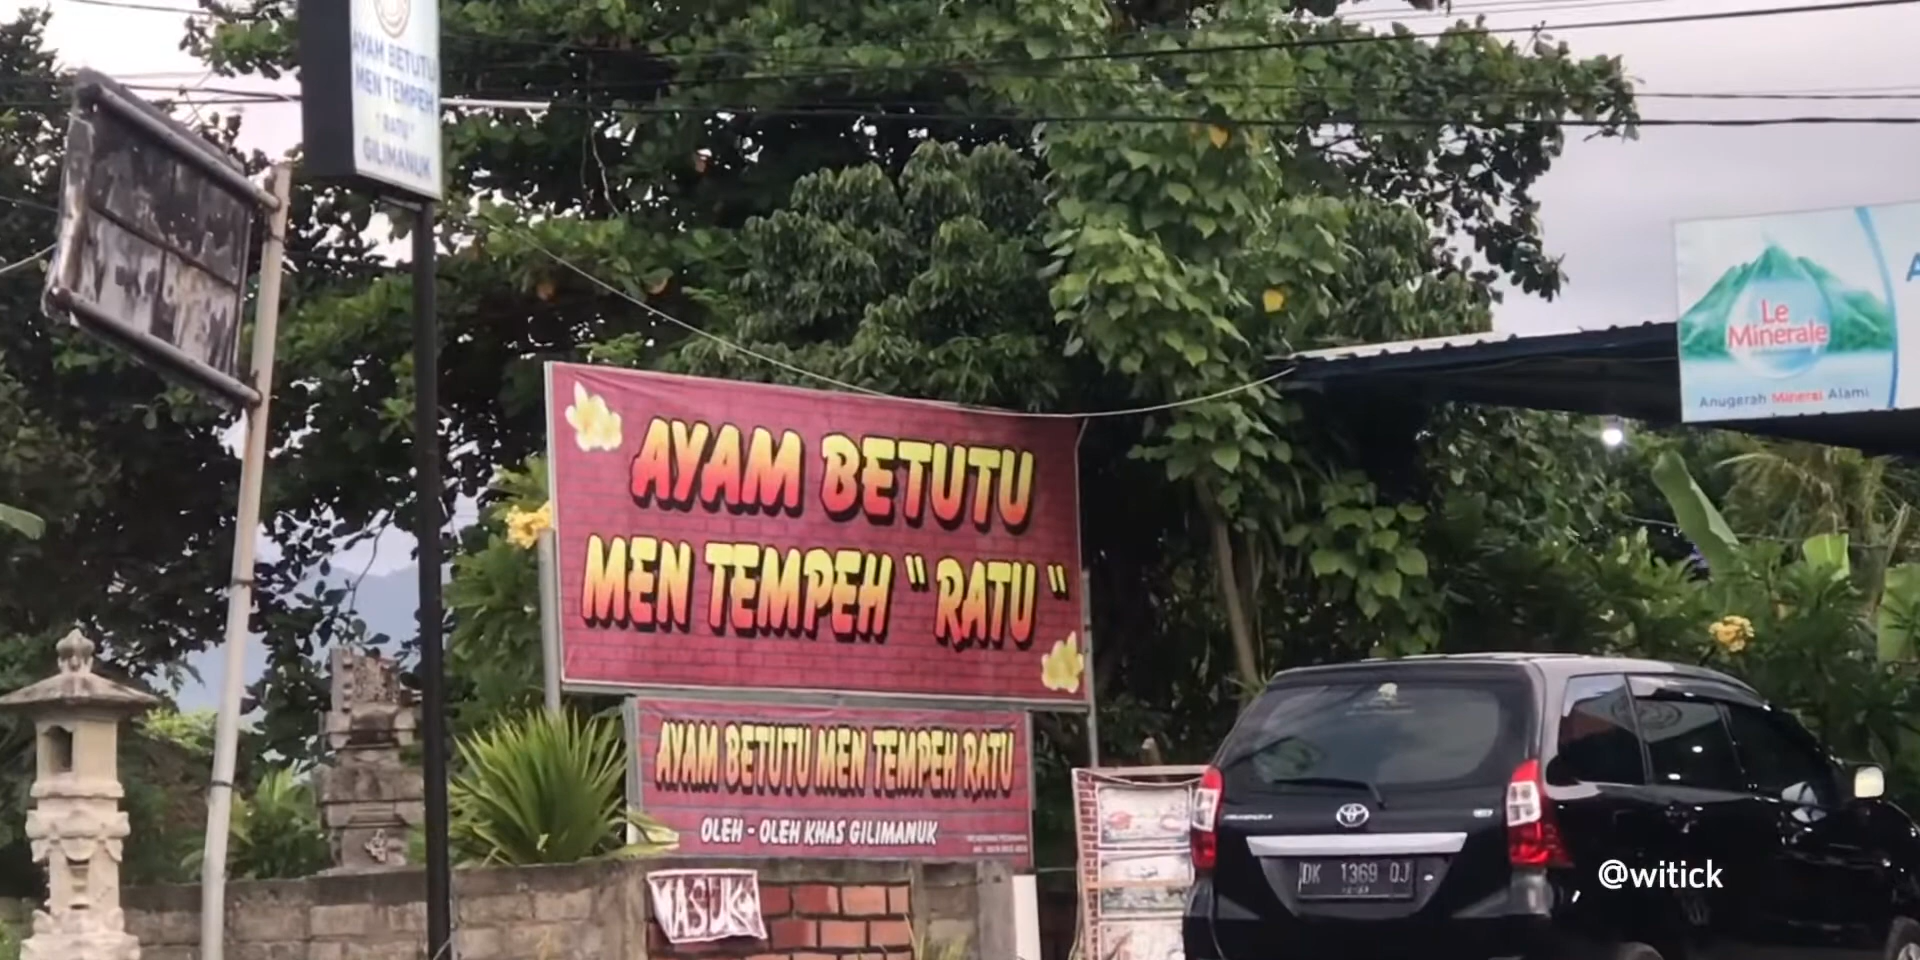 AYAM BETUTU
MEN TEMPEH
"RATU"
GILIMANUK
AYAM BETUTU
MEN TEMPEH "RATU"
AYAM BETUTU MEN TEMPEH RATU
OLEH - OLEH KHAS GILIMANUK
MASUK
Le
Minerale
Anugerah Mineral Alami
DK 1369 OJ
@witick